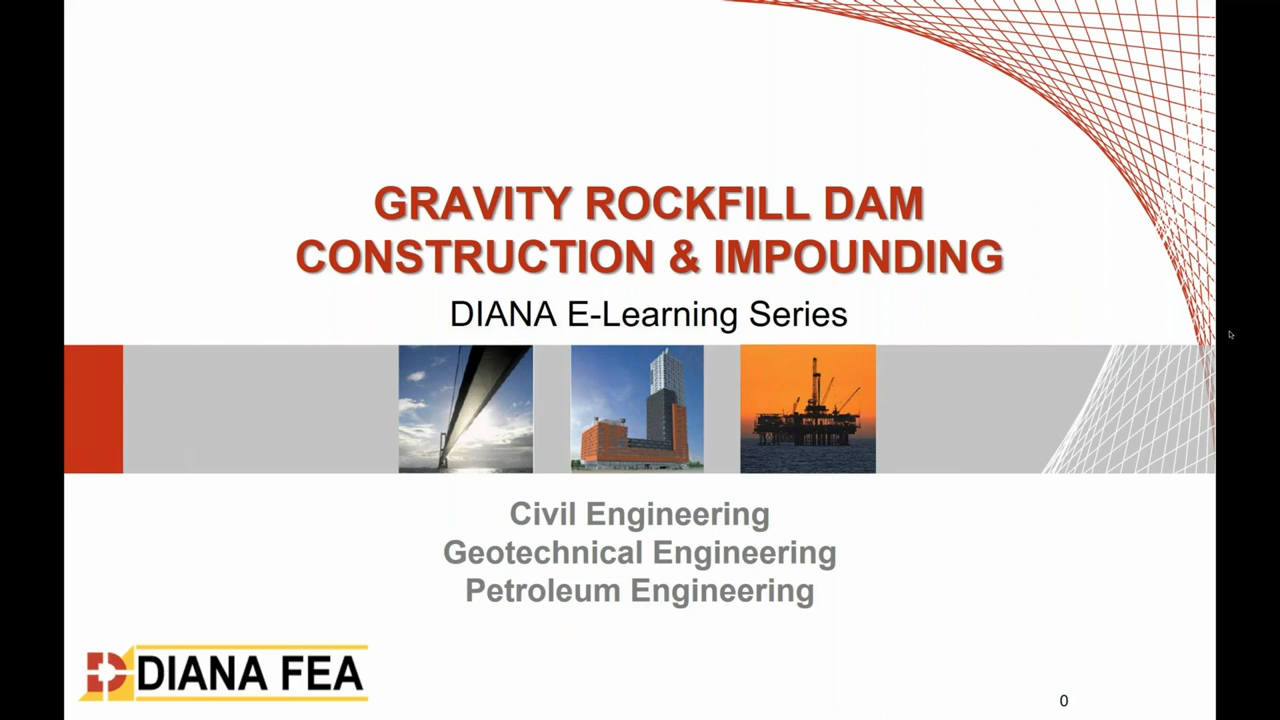 GRAVITY ROCKFILL DAM
CONSTRUCTION & IMPOUNDING
DIANA E-Learning Series
Civil Engineering
Geotechnical Engineering
Petroleum Engineering
DIANA FEA
0